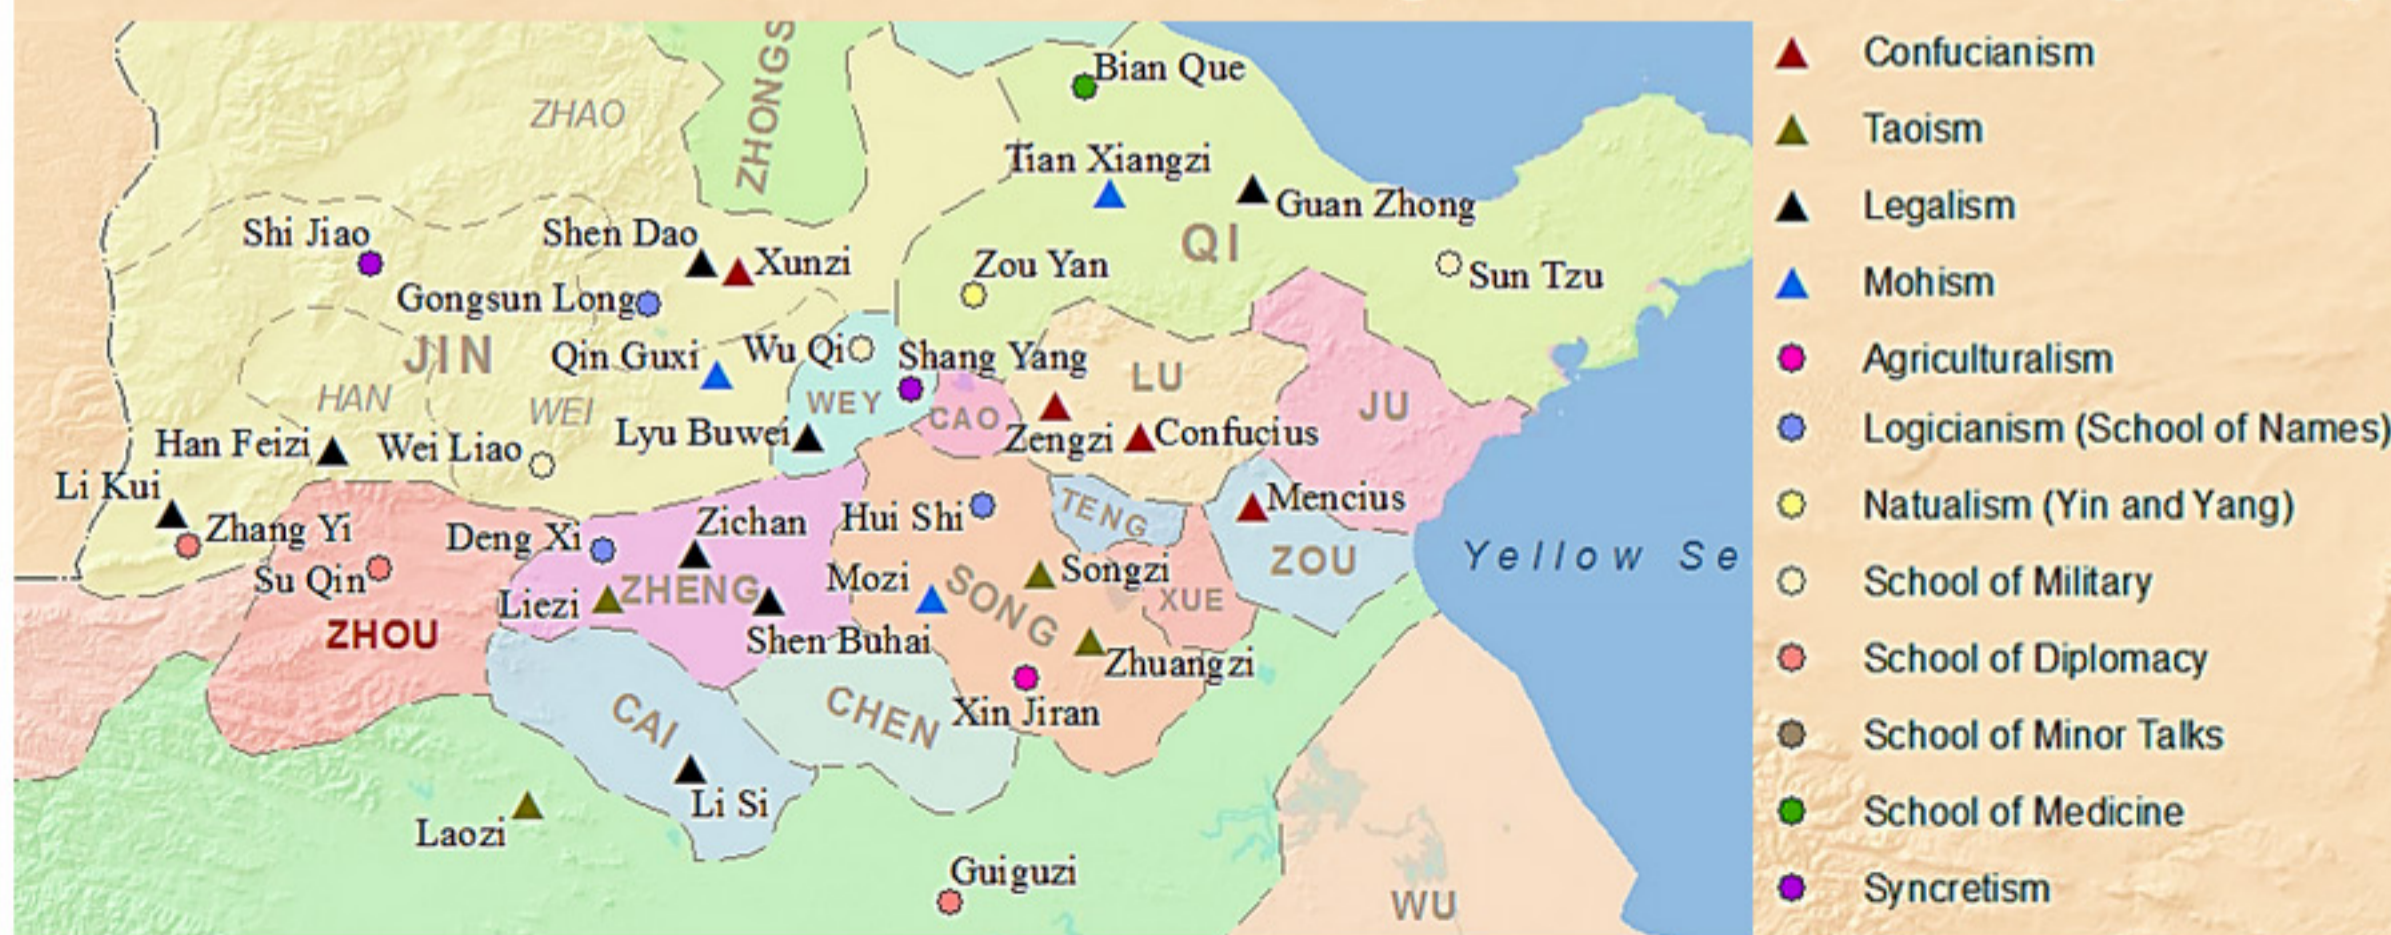 ZHAO
ZHONGS
Bian Que
Tian Xiangzi
Guan Zhong
Shi Jiao
Shen Dao
Xunzi
QI
Zou Yan
Sun Tzu
Gongsun Long
JIN
Qin Guxi
Wu Qi
Shang Yang
LU
HAN
WEI
WEY
CAO
JU
Han Feizi
Wei Liao
Lyu Buwei
Zengzi
Confucius
Li Kui
Zhang Yi
Su Qin
Deng Xi
Zichan
Hui Shi
TENG
Mencius
ZOU
Yellow Se
Liezi
ZHENG
Mozi
SONG
Songzi
XUE
ZHOU
Shen Buhai
Zhuangzi
CAI
CHEN
Xin Jiran
Li Si
Laozi
Guiguzi
WU
Confucianism
Taoism
Legalism
Mohism
Agriculturalism
Logicianism (School of Names)
Natualism (Yin and Yang)
School of Military
School of Diplomacy
School of Minor Talks
School of Medicine
Syncretism